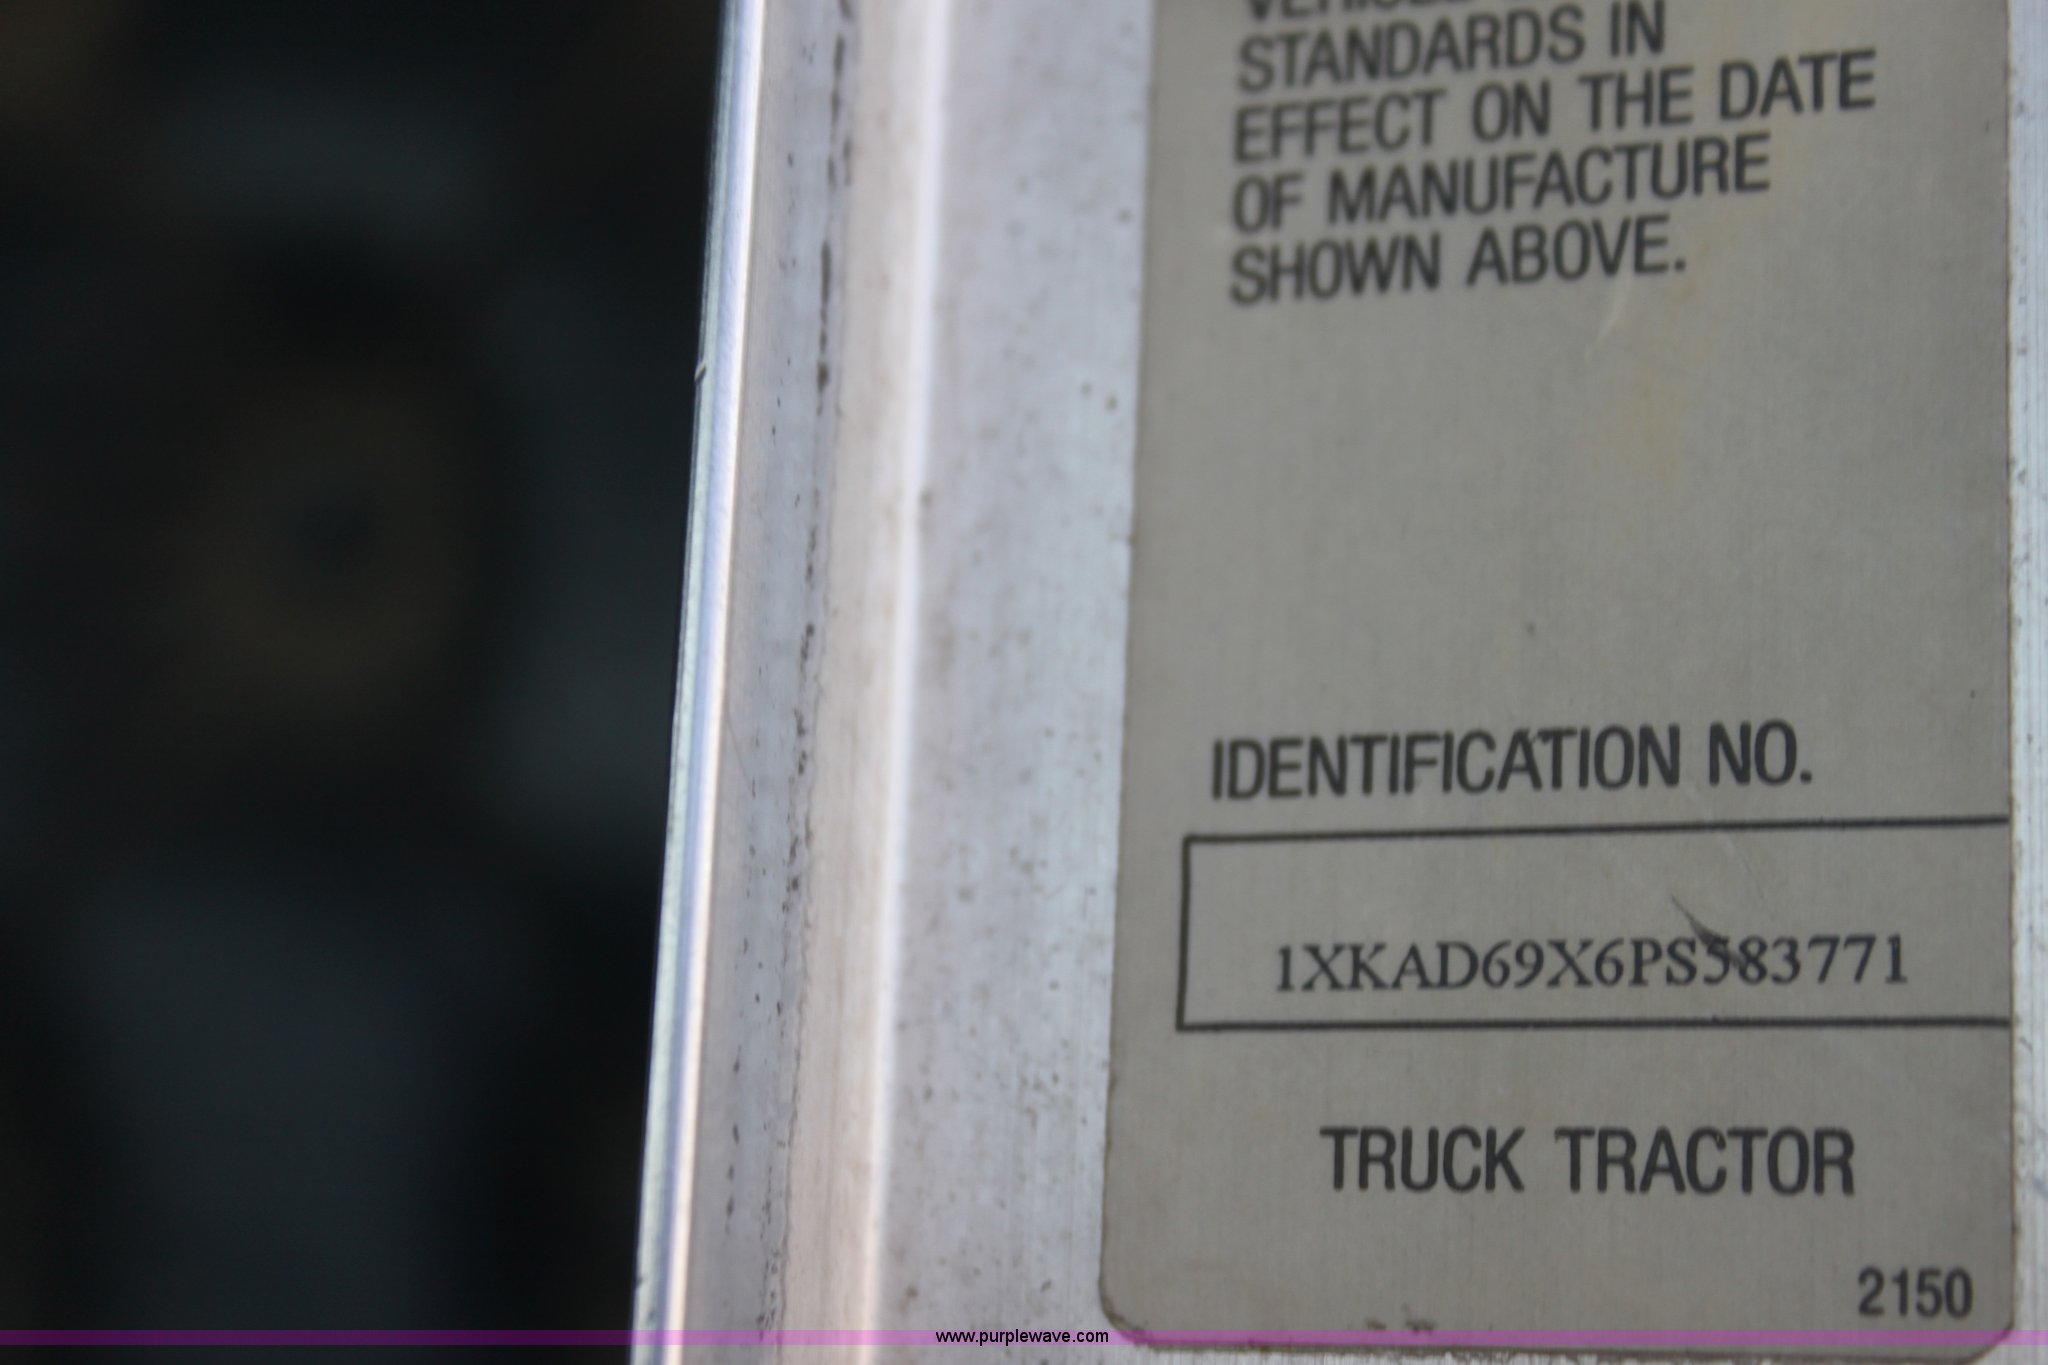 STANDARDS IN
EFFECT ON THE DATE
OF MANUFACTURE
SHOWN ABOVE.
IDENTIFICATION NO.
1XKAD69X6PS583771
TRUCK TRACTOR
2150
www.purplewave.com